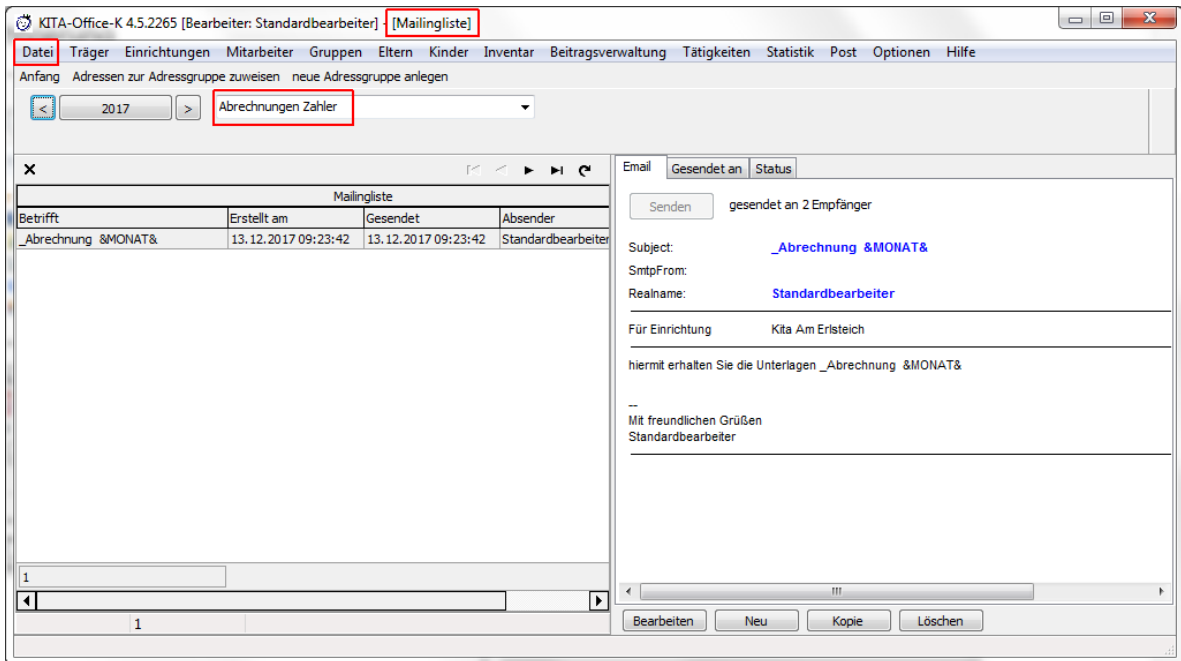 KITA-Office-K 4.5.2265 [Bearbeiter: Standardbearbeiter] - [Mailingliste]
Datei Träger Einrichtungen Mitarbeiter Gruppen Eltern Kinder Inventar Beitragsverwaltung Tätigkeiten Statistik Post Optionen Hilfe
Anfang Adressen zur Adressgruppe zuweisen neue Adressgruppe anlegen
< 2017 > Abrechnungen Zahler
Email Gesendet an Status
Mailingliste
Betrifft Erstellt am Gesendet Absender
_Abrechnung &MONAT& 13.12.2017 09:23:42 13.12.2017 09:23:42 Standardbearbeiter
1
1
Senden gesendet an 2 Empfänger
Subject: _Abrechnung &MONAT&
SmtpFrom:
Realname: Standardbearbeiter
Für Einrichtung Kita Am Erlsteich
hiermit erhalten Sie die Unterlagen _Abrechnung &MONAT&
--
Mit freundlichen Grüßen
Standardbearbeiter
Bearbeiten Neu Kopie Löschen